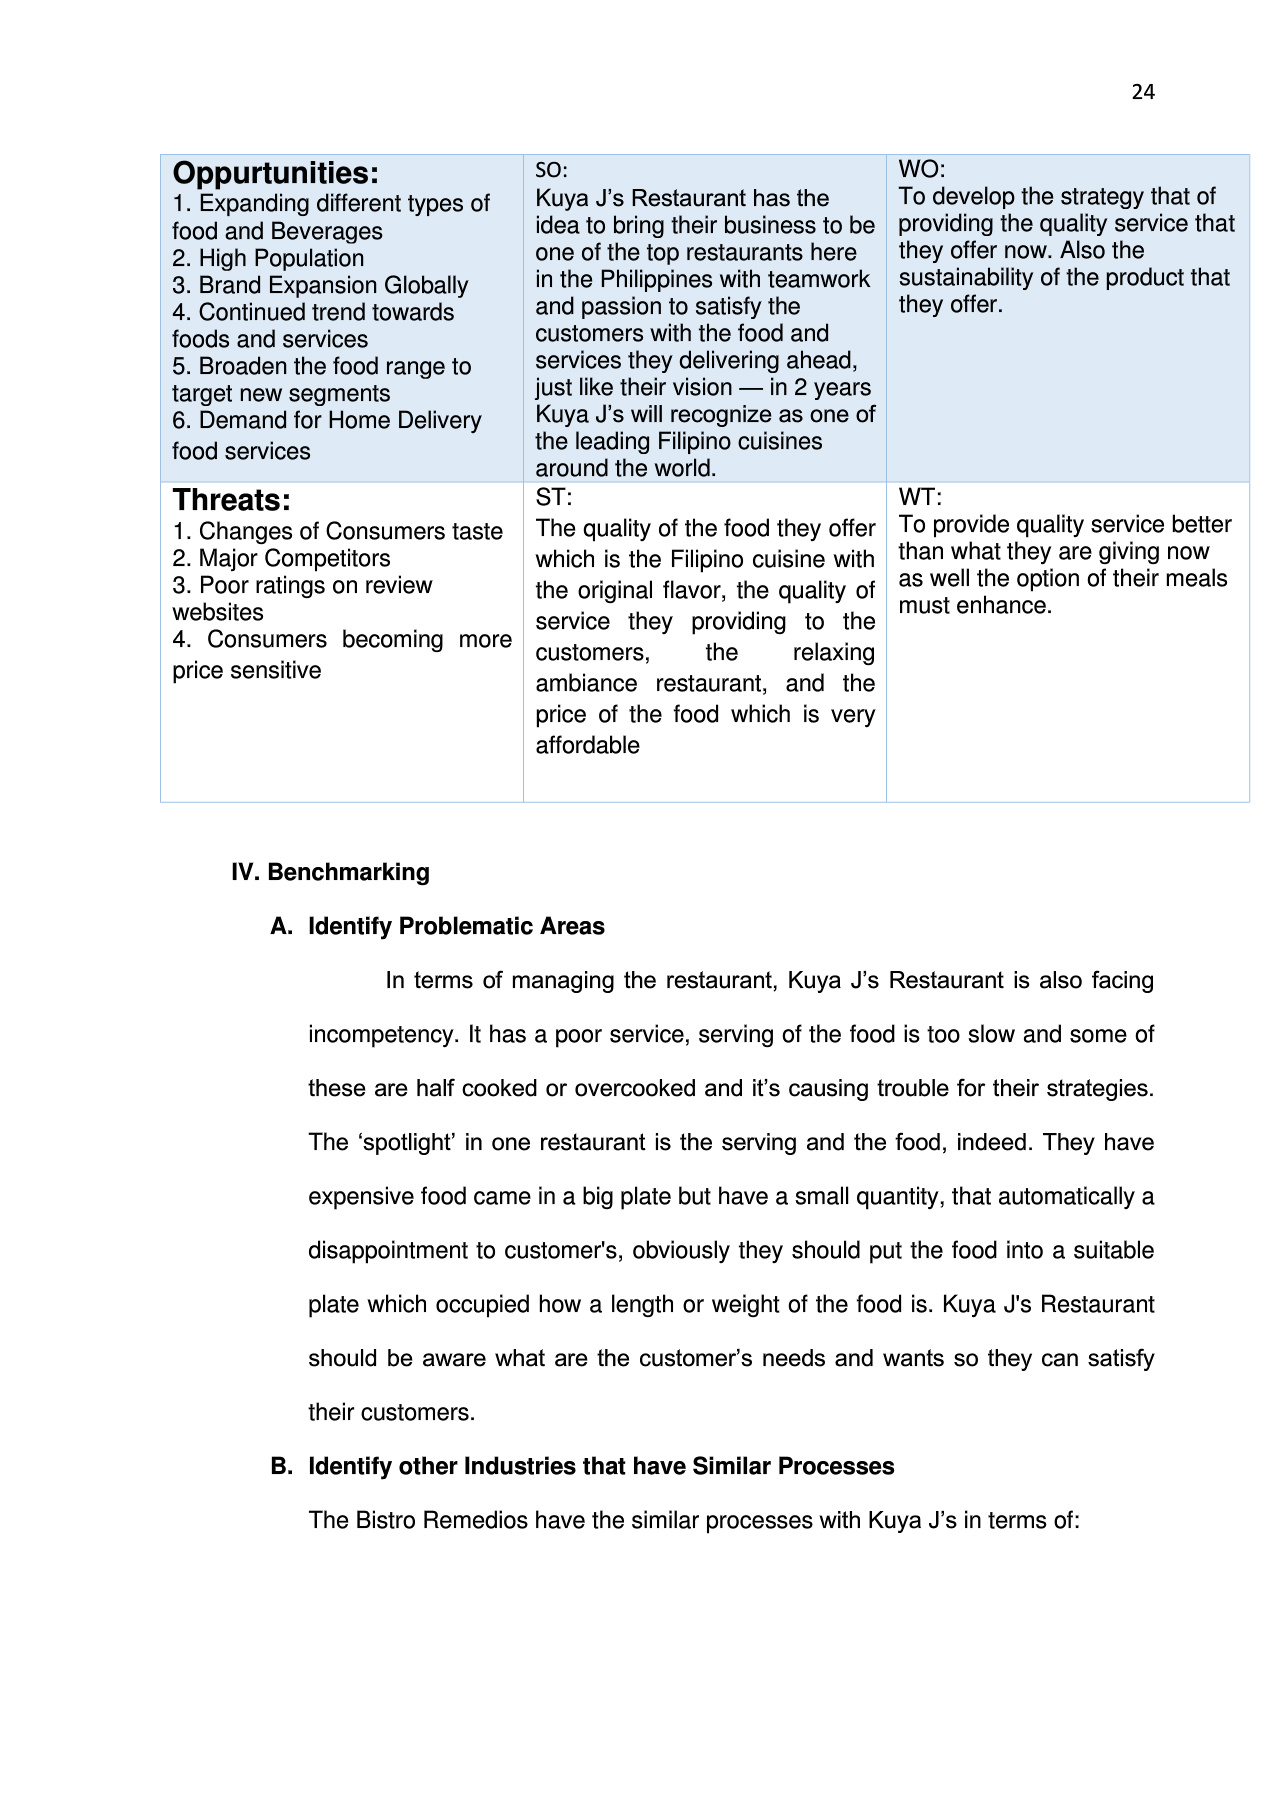 24
Oppurtunities:
1. Expanding different types of
food and Beverages
2. High Population
3. Brand Expansion Globally
4. Continued trend towards
foods and services
5. Broaden the food range to
target new segments
6. Demand for Home Delivery
food services
SO:
Kuya J’s Restaurant has the
idea to bring their business to be
one of the top restaurants here
in the Philippines with teamwork
and passion to satisfy the
customers with the food and
services they delivering ahead,
just like their vision — in 2 years
Kuya J’s will recognize as one of
the leading Filipino cuisines
around the world.
WO:
To develop the strategy that of
providing the quality service that
they offer now. Also the
sustainability of the product that
they offer.
Threats:
1. Changes of Consumers taste
2. Major Competitors
3. Poor ratings on review
websites
4. Consumers becoming more
price sensitive
ST:
The quality of the food they offer
which is the Filipino cuisine with
the original flavor, the quality of
service they providing to the
customers, the relaxing
ambiance restaurant, and the
price of the food which is very
affordable
WT:
To provide quality service better
than what they are giving now
as well the option of their meals
must enhance.
IV. Benchmarking
A. Identify Problematic Areas
In terms of managing the restaurant, Kuya J’s Restaurant is also facing
incompetency. It has a poor service, serving of the food is too slow and some of
these are half cooked or overcooked and it’s causing trouble for their strategies.
The ‘spotlight’ in one restaurant is the serving and the food, indeed. They have
expensive food came in a big plate but have a small quantity, that automatically a
disappointment to customer's, obviously they should put the food into a suitable
plate which occupied how a length or weight of the food is. Kuya J's Restaurant
should be aware what are the customer’s needs and wants so they can satisfy
their customers.
B. Identify other Industries that have Similar Processes
The Bistro Remedios have the similar processes with Kuya J’s in terms of: